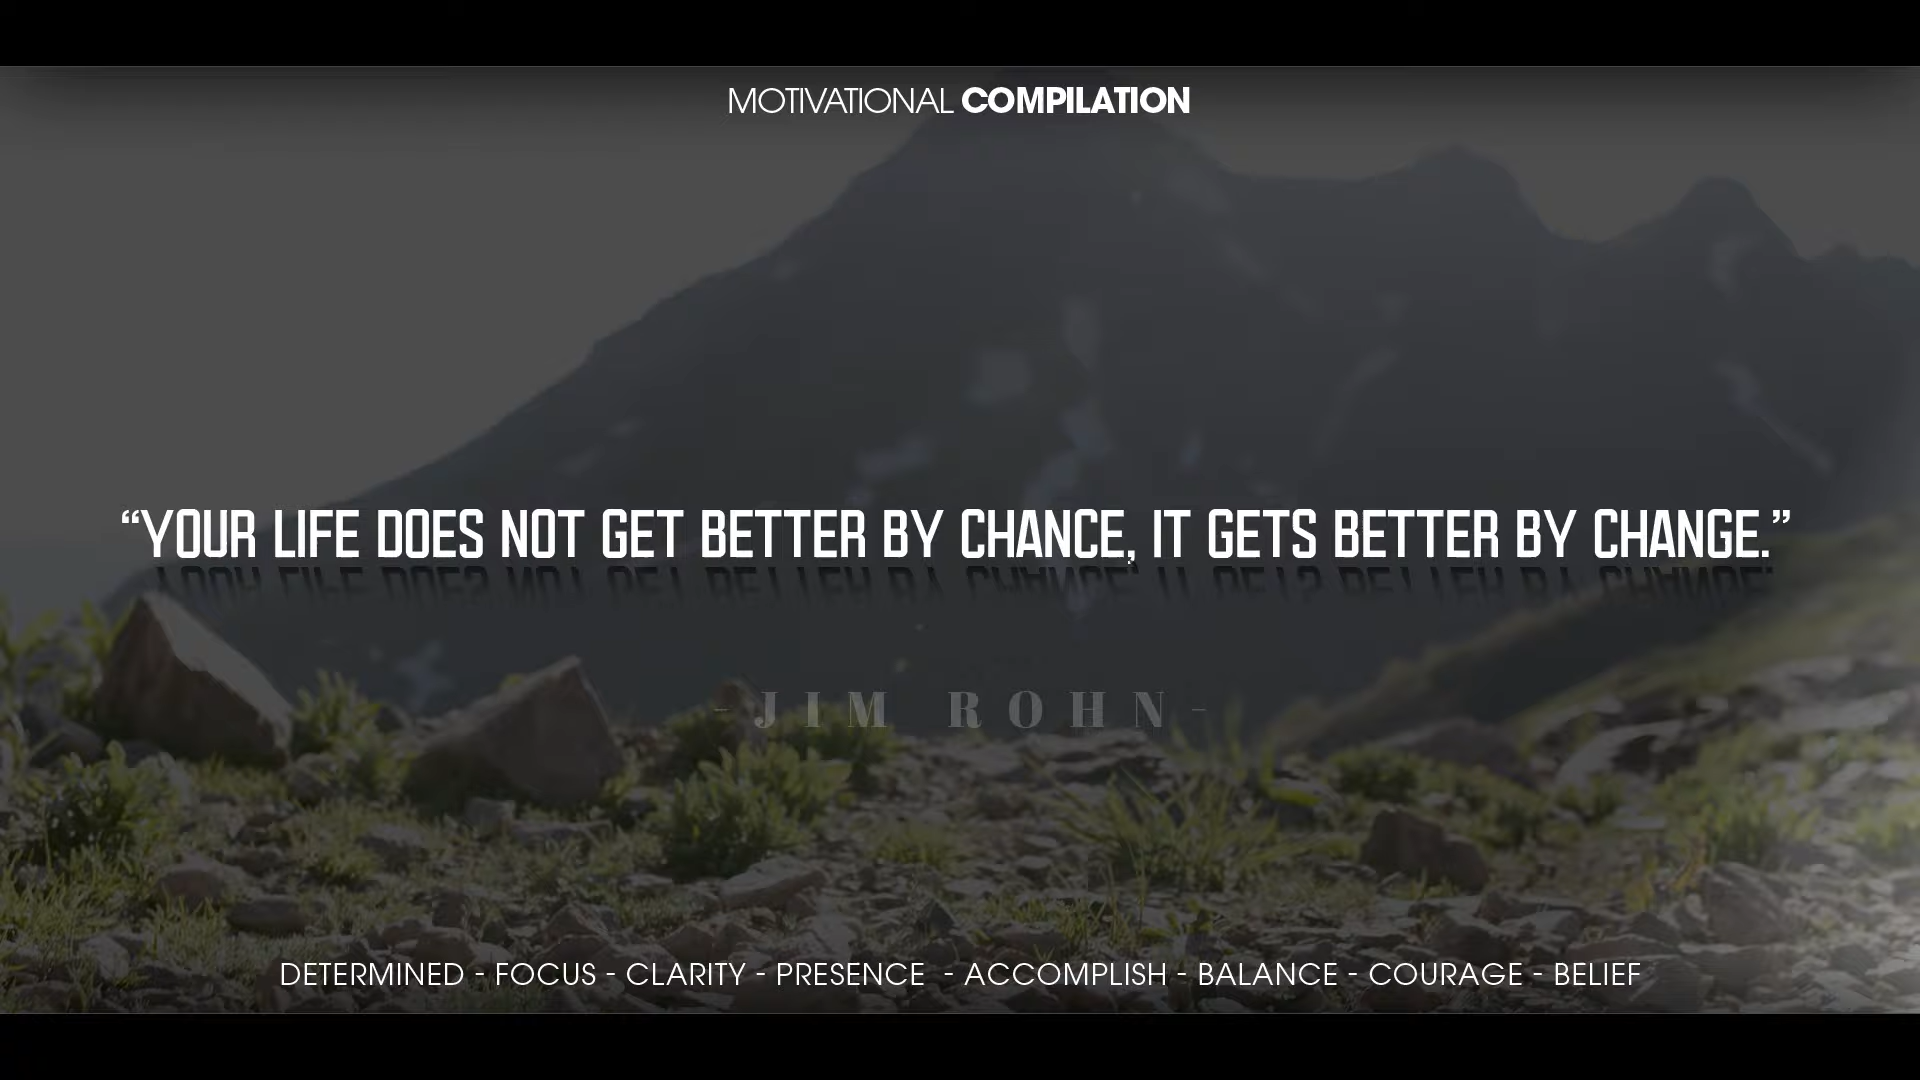 MOTIVATIONAL COMPILATION
“YOUR LIFE DOES NOT GET BETTER BY CHANCE, IT GETS BETTER BY CHANGE.”
- JIM ROHN -
DETERMINED - FOCUS - CLARITY - PRESENCE - ACCOMPLISH - BALANCE - COURAGE - BELIEF